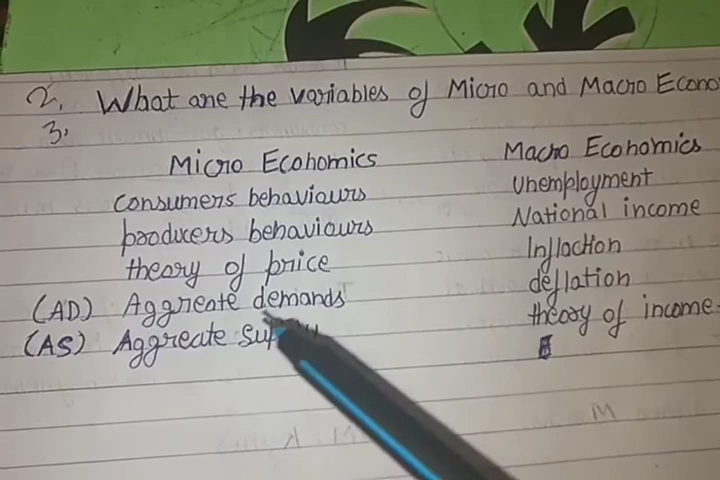 2. What are the variables of Micro and Macro Econo
3.
Micro Economics
consumers behaviours
producers behaviours
theory of price
(AD) Aggreate demands
(AS) Aggreate
Macro Economics
Unemployment
National income
Inflaction
deflation
theory of income.